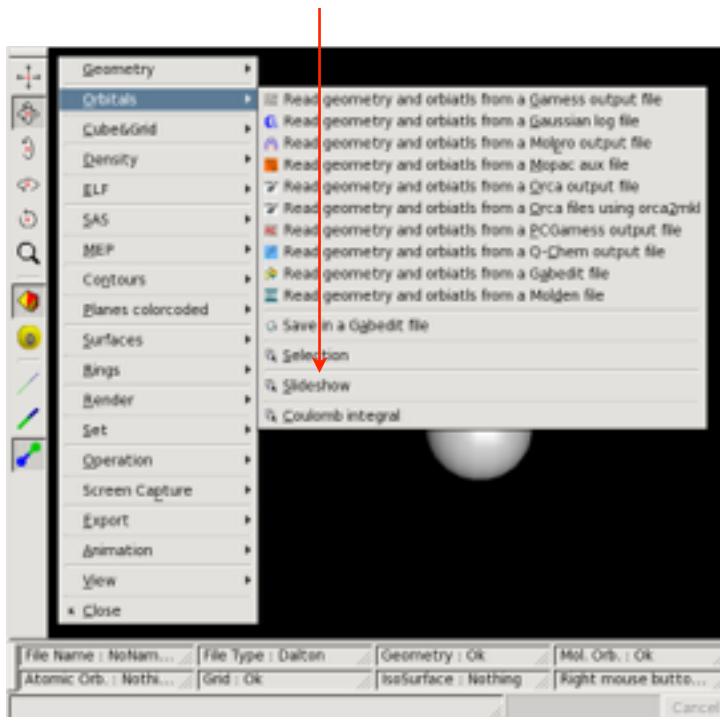 Geometry
Orbitals
Cube&Grid
Density
ELF
SAS
MEP
Contours
Planes colorcoded
Surfaces
Rings
Render
Set
Operation
Screen Capture
Export
Animation
View
Close
Read geometry and orbiatls from a Gamess output file
Read geometry and orbiatls from a Gaussian log file
Read geometry and orbiatls from a Molpro output file
Read geometry and orbiatls from a Mopac aux file
Read geometry and orbiatls from a Orca output file
Read geometry and orbiatls from a Orca files using orca2mkl
Read geometry and orbiatls from a PCGamess output file
Read geometry and orbiatls from a Q-Chem output file
Read geometry and orbiatls from a Gabedit file
Read geometry and orbiatls from a Molden file
Save in a Gabedit file
Selection
Slideshow
Coulomb integral
File Name : NoNam... File Type : Dalton Geometry : Ok Mol. Orb. : Ok
Atomic Orb. : Nothi... Grid : Ok IsoSurface : Nothing Right mouse butto...
Cancel